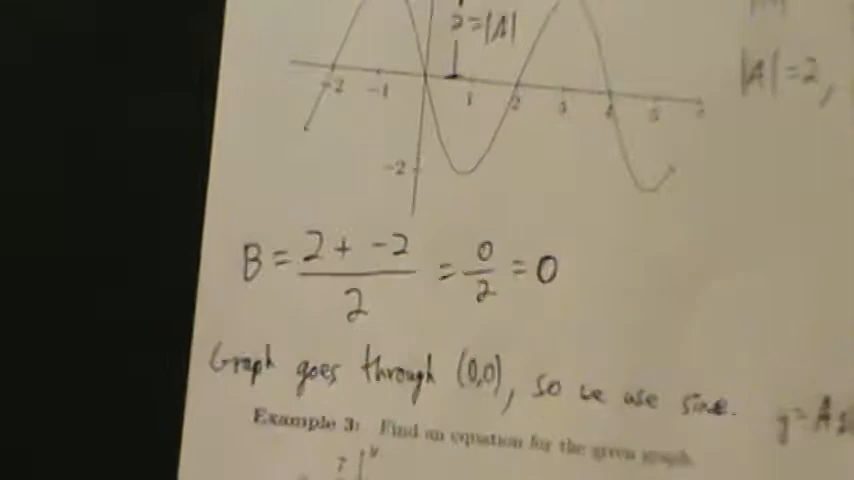 2=|A|
|A|=2,
-2 -1 1 2 3 4 5
-2
B = 2 + -2 / 2 = 0/2 = 0
Graph goes through (0,0), so we use sine.
y = A s
Example 3: Find an equation for the given graph
7 y